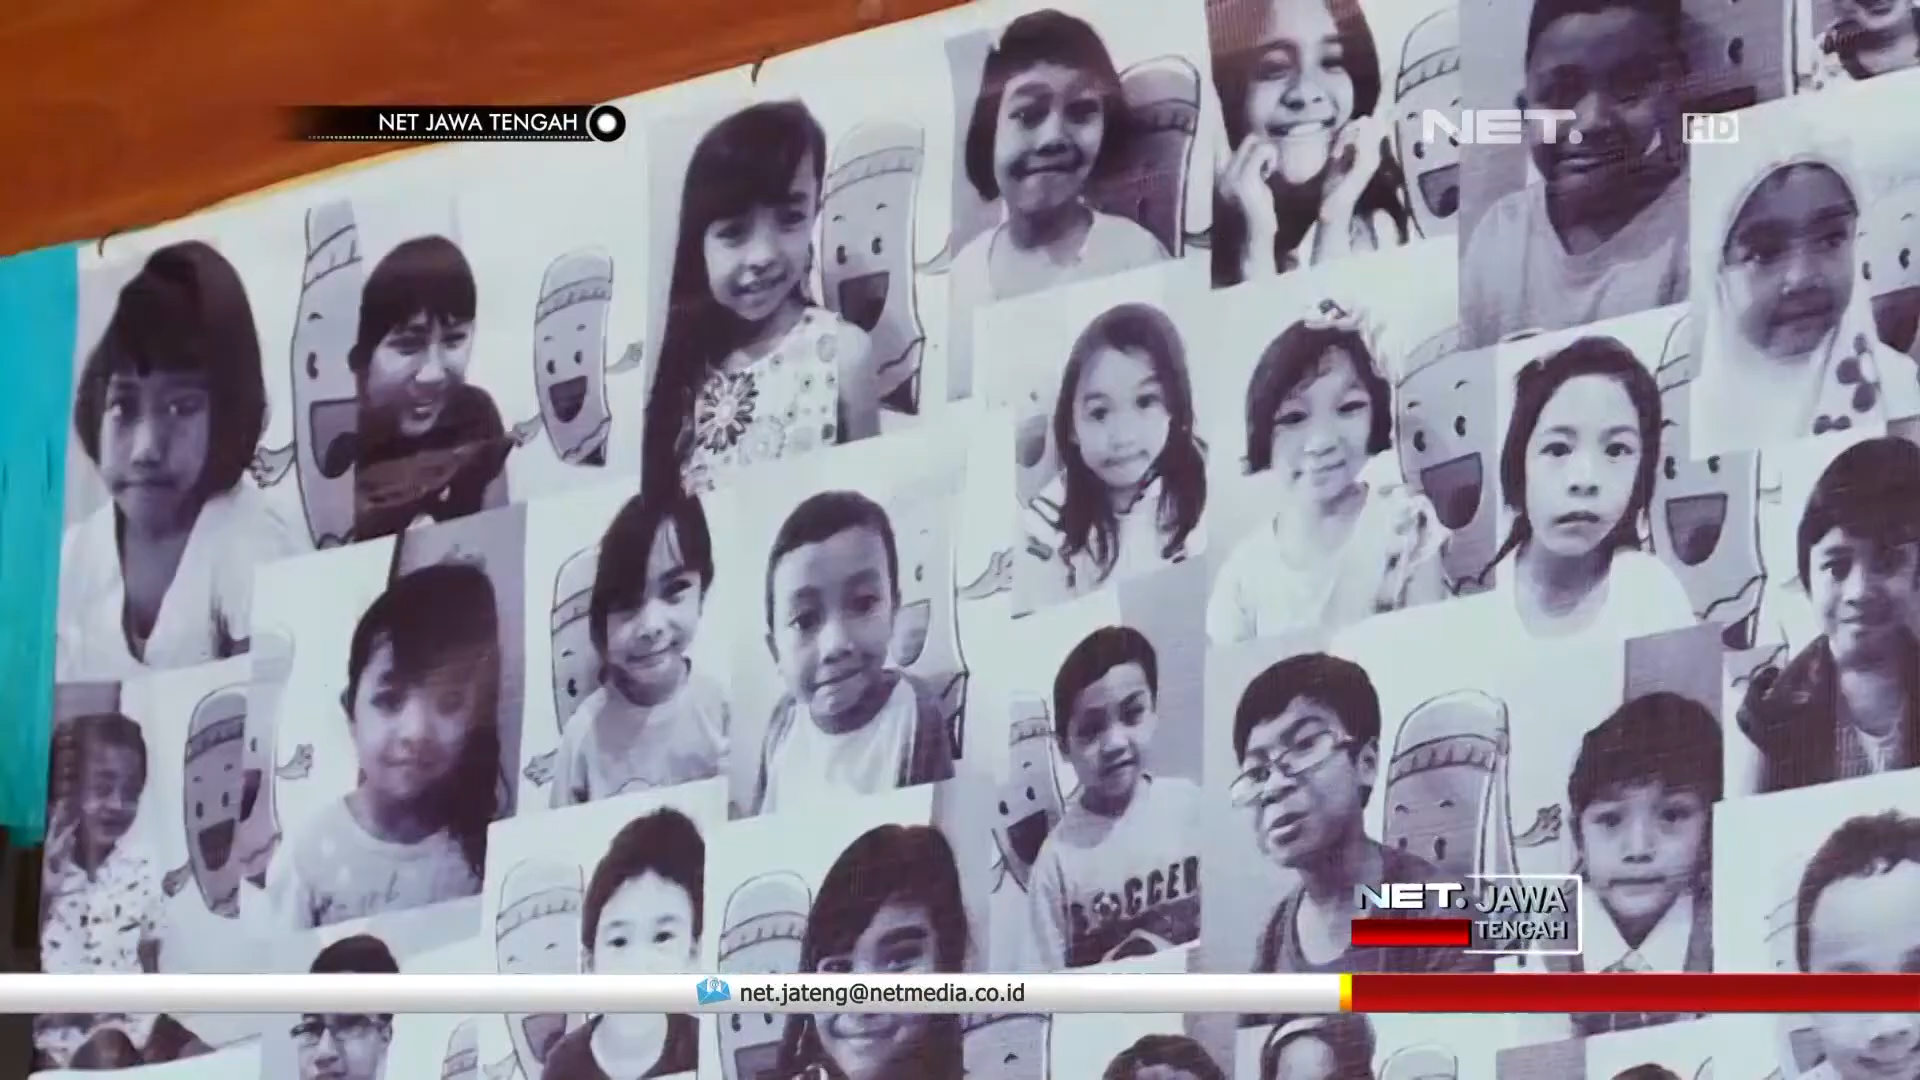 NET JAWA TENGAH
NET.
HD
SOCCER
NET. JAWA
TENGAH
net.jateng@netmedia.co.id